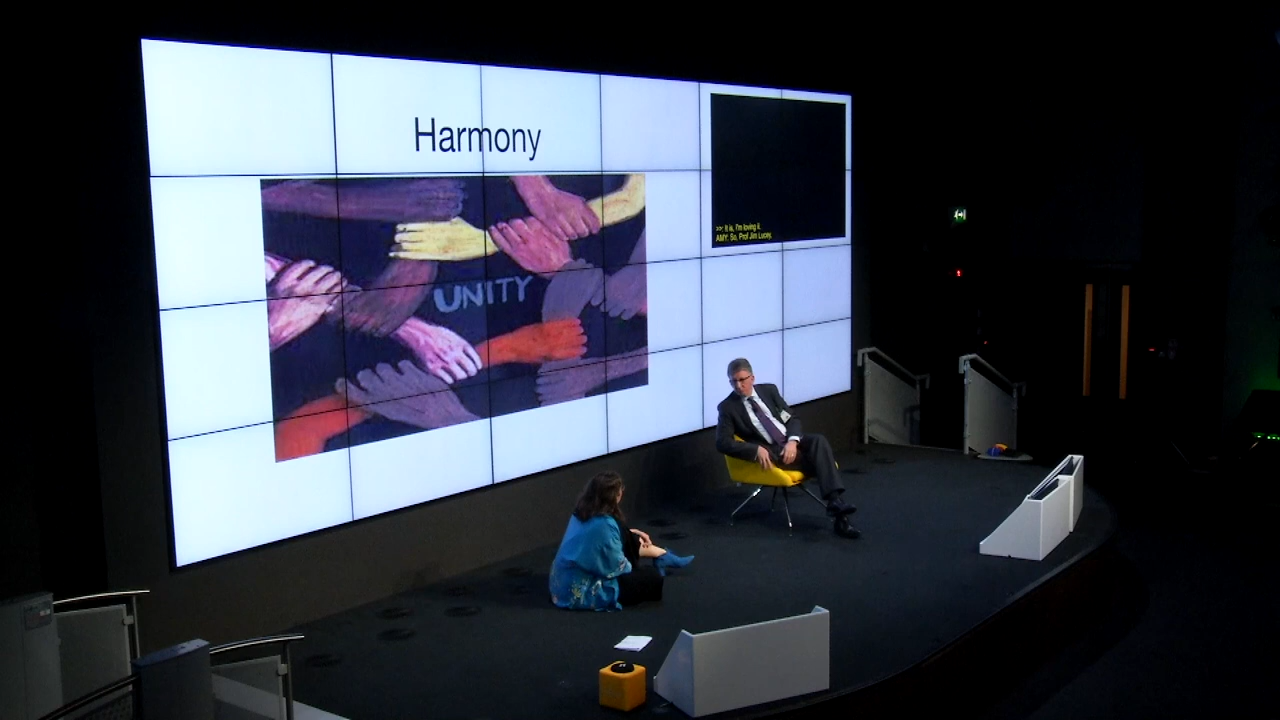 Harmony
UNITY
>>: It is, I'm loving it.
AMY: So, Prof Jim Lucey,